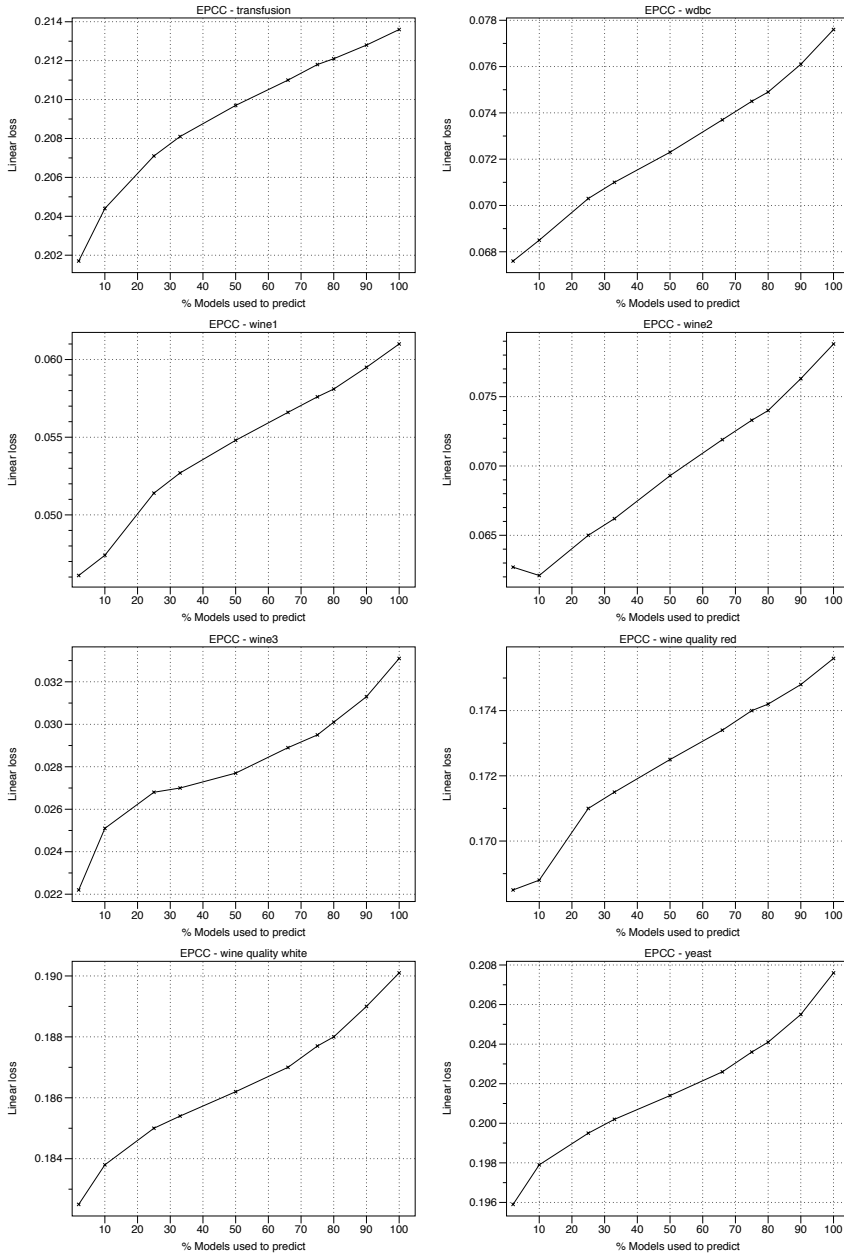 EPCC - transfusion
0.214
0.212
0.210
0.208
0.206
0.204
0.202
Linear loss
10 20 30 40 50 60 70 80 90 100
% Models used to predict
EPCC - wdbc
0.078
0.076
0.074
0.072
0.070
0.068
Linear loss
10 20 30 40 50 60 70 80 90 100
% Models used to predict
EPCC - wine1
0.060
0.055
0.050
Linear loss
10 20 30 40 50 60 70 80 90 100
% Models used to predict
EPCC - wine2
0.075
0.070
0.065
Linear loss
10 20 30 40 50 60 70 80 90 100
% Models used to predict
EPCC - wine3
0.032
0.030
0.028
0.026
0.024
0.022
Linear loss
10 20 30 40 50 60 70 80 90 100
% Models used to predict
EPCC - wine quality red
0.174
0.172
0.170
Linear loss
10 20 30 40 50 60 70 80 90 100
% Models used to predict
EPCC - wine quality white
0.190
0.188
0.186
0.184
Linear loss
10 20 30 40 50 60 70 80 90 100
% Models used to predict
EPCC - yeast
0.208
0.206
0.204
0.202
0.200
0.198
0.196
Linear loss
10 20 30 40 50 60 70 80 90 100
% Models used to predict